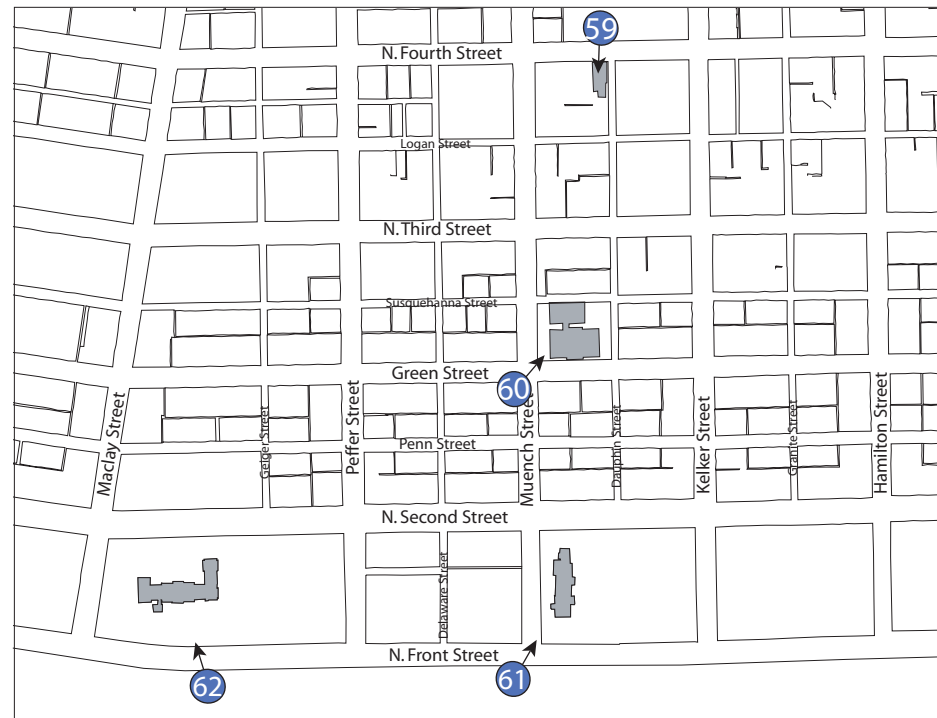 59
N. Fourth Street
Logan Street
N. Third Street
Susquehanna Street
Green Street
60
Maclay Street
Geiger Street
Peffer Street
Penn Street
Muench Street
Dauphin Street
Kelker Street
Granite Street
Hamilton Street
N. Second Street
Delaware Street
N. Front Street
62
61